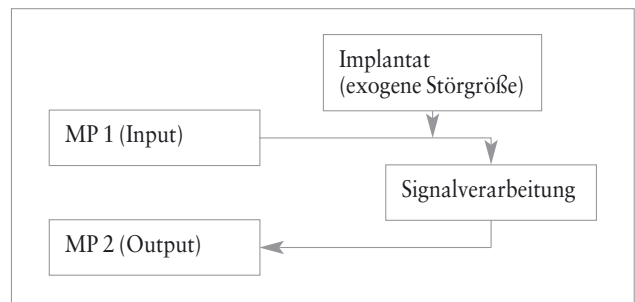 Implantat
(exogene Störgröße)
MP 1 (Input)
Signalverarbeitung
MP 2 (Output)